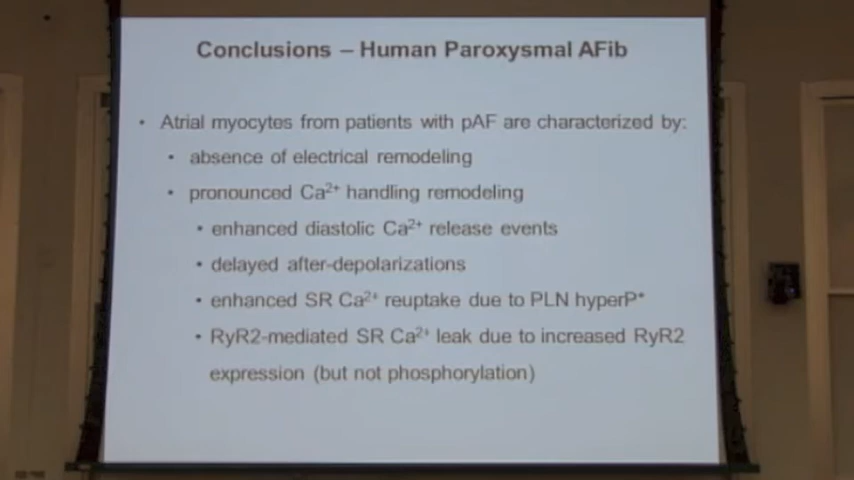 Conclusions – Human Paroxysmal AFib
• Atrial myocytes from patients with pAF are characterized by:
• absence of electrical remodeling
• pronounced Ca²⁺ handling remodeling
• enhanced diastolic Ca²⁺ release events
• delayed after-depolarizations
• enhanced SR Ca²⁺ reuptake due to PLN hyperP*
• RyR2-mediated SR Ca²⁺ leak due to increased RyR2
expression (but not phosphorylation)